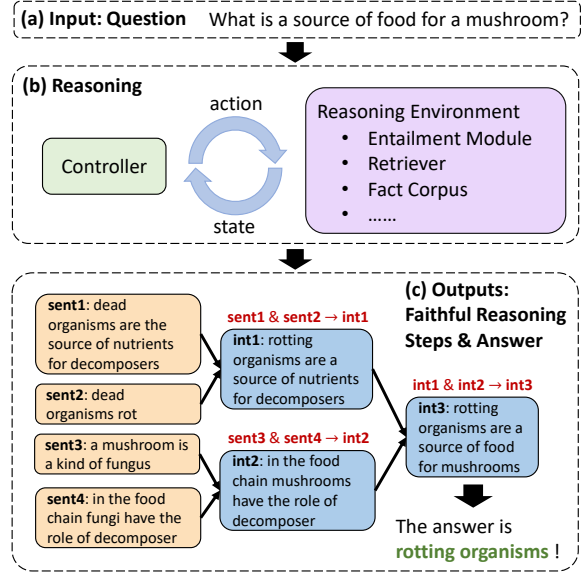 (a) Input: Question What is a source of food for a mushroom?
(b) Reasoning
action
Controller
state
Reasoning Environment
• Entailment Module
• Retriever
• Fact Corpus
• ……
(c) Outputs:
Faithful Reasoning
Steps & Answer
sent1: dead
organisms are the
source of nutrients
for decomposers
sent2: dead
organisms rot
sent3: a mushroom is
a kind of fungus
sent4: in the food
chain fungi have the
role of decomposer
sent1 & sent2 → int1
int1: rotting
organisms are a
source of nutrients
for decomposers
sent3 & sent4 → int2
int2: in the food
chain mushrooms
have the role of
decomposer
int1 & int2 → int3
int3: rotting
organisms are a
source of food
for mushrooms
The answer is
rotting organisms !